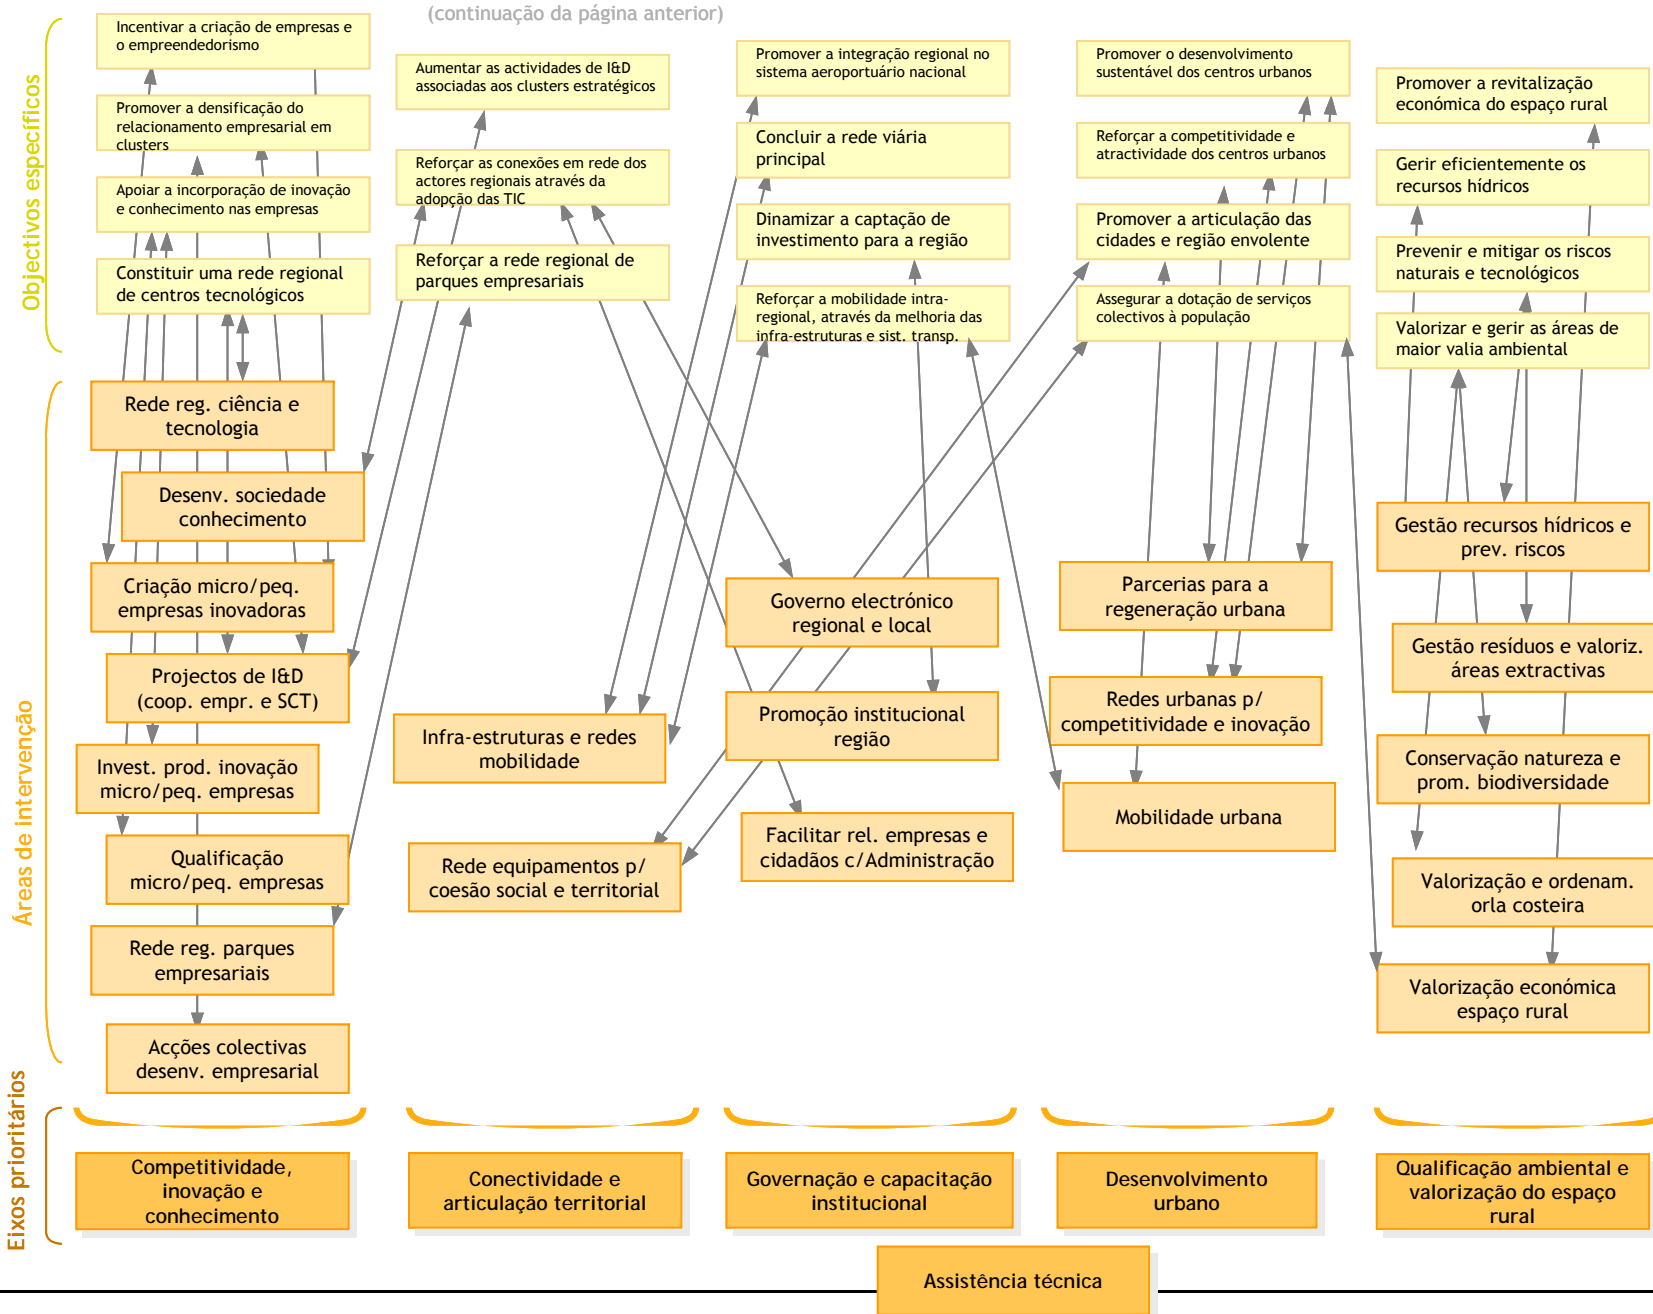 (continuação da página anterior)
Objectivos específicos
Incentivar a criação de empresas e
o empreendedorismo
Promover a densificação do
relacionamento empresarial em
clusters
Apoiar a incorporação de inovação
e conhecimento nas empresas
Constituir uma rede regional
de centros tecnológicos
Aumentar as actividades de I&D
associadas aos clusters estratégicos
Reforçar as conexões em rede dos
actores regionais através da
adopção das TIC
Reforçar a rede regional de
parques empresariais
Promover a integração regional no
sistema aeroportuário nacional
Concluir a rede viária
principal
Dinamizar a captação de
investimento para a região
Reforçar a mobilidade intra-
regional, através da melhoria das
infra-estruturas e sist. transp.
Promover o desenvolvimento
sustentável dos centros urbanos
Reforçar a competitividade e
atractividade dos centros urbanos
Promover a articulação das
cidades e região envolente
Assegurar a dotação de serviços
colectivos à população
Promover a revitalização
económica do espaço rural
Gerir eficientemente os
recursos hídricos
Prevenir e mitigar os riscos
naturais e tecnológicos
Valorizar e gerir as áreas de
maior valia ambiental
Áreas de intervenção
Rede reg. ciência e
tecnologia
Desenv. sociedade
conhecimento
Criação micro/peq.
empresas inovadoras
Projectos de I&D
(coop. empr. e SCT)
Invest. prod. inovação
micro/peq. empresas
Qualificação
micro/peq. empresas
Rede reg. parques
empresariais
Acções colectivas
desenv. empresarial
Infra-estruturas e redes
mobilidade
Rede equipamentos p/
coesão social e territorial
Governo electrónico
regional e local
Promoção institucional
região
Facilitar rel. empresas e
cidadãos c/Administração
Parcerias para a
regeneração urbana
Redes urbanas p/
competitividade e inovação
Mobilidade urbana
Gestão recursos hídricos e
prev. riscos
Gestão resíduos e valoriz.
áreas extractivas
Conservação natureza e
prom. biodiversidade
Valorização e ordenam.
orla costeira
Valorização económica
espaço rural
Eixos prioritários
Competitividade,
inovação e
conhecimento
Conectividade e
articulação territorial
Governação e capacitação
institucional
Desenvolvimento
urbano
Qualificação ambiental e
valorização do espaço
rural
Assistência técnica